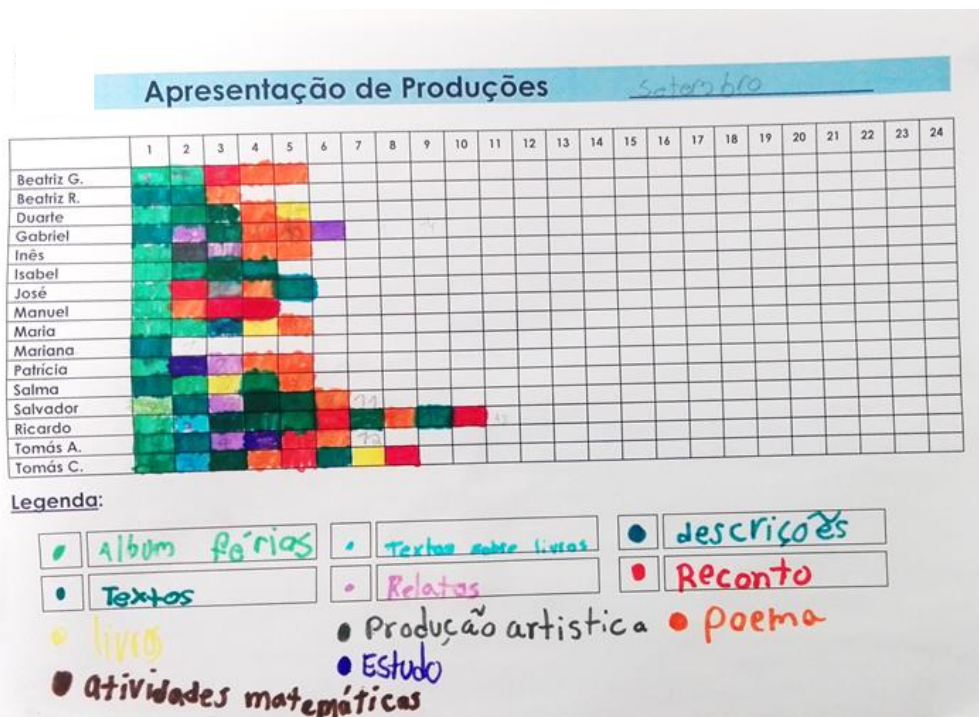 Apresentação de Produções Setembro
1 2 3 4 5 6 7 8 9 10 11 12 13 14 15 16 17 18 19 20 21 22 23 24
Beatriz G.
Beatriz R.
Duarte
Gabriel
Inês
Isabel
José
Manuel
Maria
Mariana
Patrícia
Salma
Salvador
Ricardo
Tomás A.
Tomás C.
Legenda:
Album férias Textos sobre livros descrições
Textos Relatos Reconto
livros Produção artistica poema
Estudo
atividades matemáticas